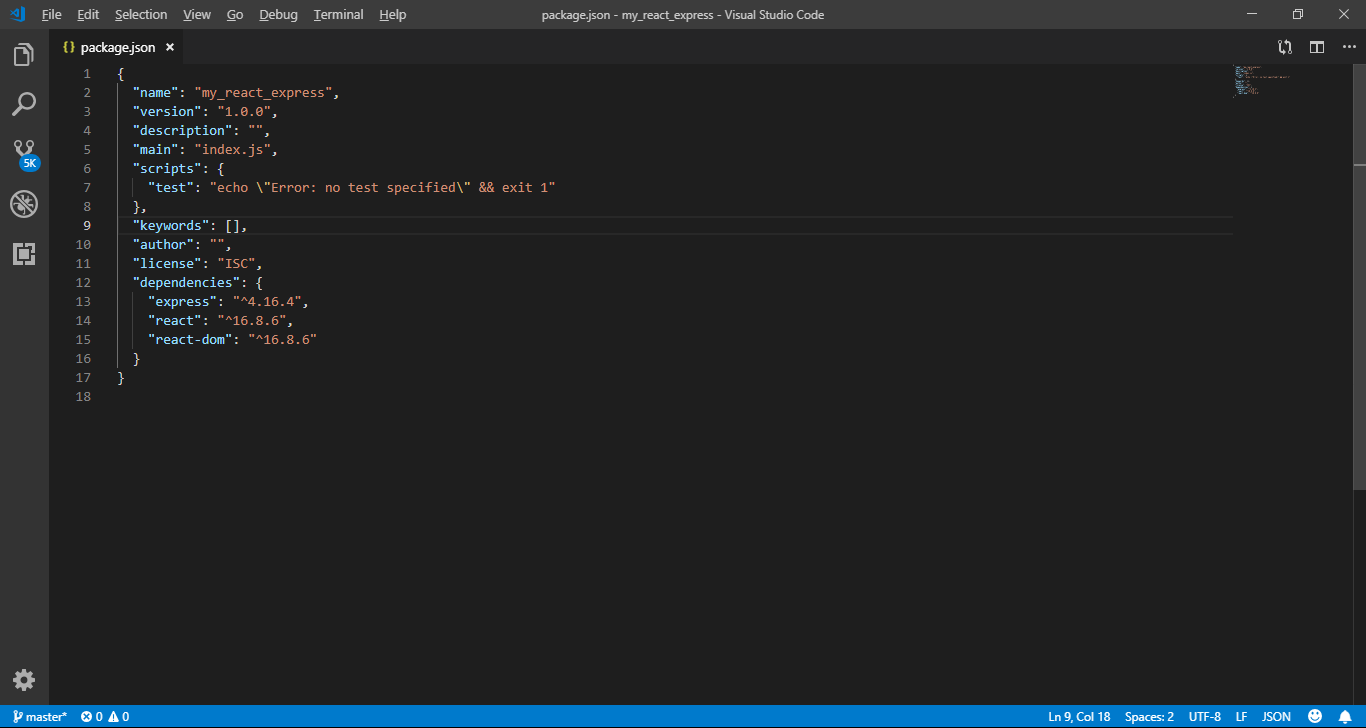 File Edit Selection View Go Debug Terminal Help package.json - my_react_express - Visual Studio Code
{} package.json ×
1 {
2 "name": "my_react_express",
3 "version": "1.0.0",
4 "description": "",
5 "main": "index.js",
6 "scripts": {
7 "test": "echo \"Error: no test specified\" && exit 1"
8 },
9 "keywords": [],
10 "author": "",
11 "license": "ISC",
12 "dependencies": {
13 "express": "^4.16.4",
14 "react": "^16.8.6",
15 "react-dom": "^16.8.6"
16 }
17 }
18
5K
master* 0 0 Ln 9, Col 18 Spaces: 2 UTF-8 LF JSON